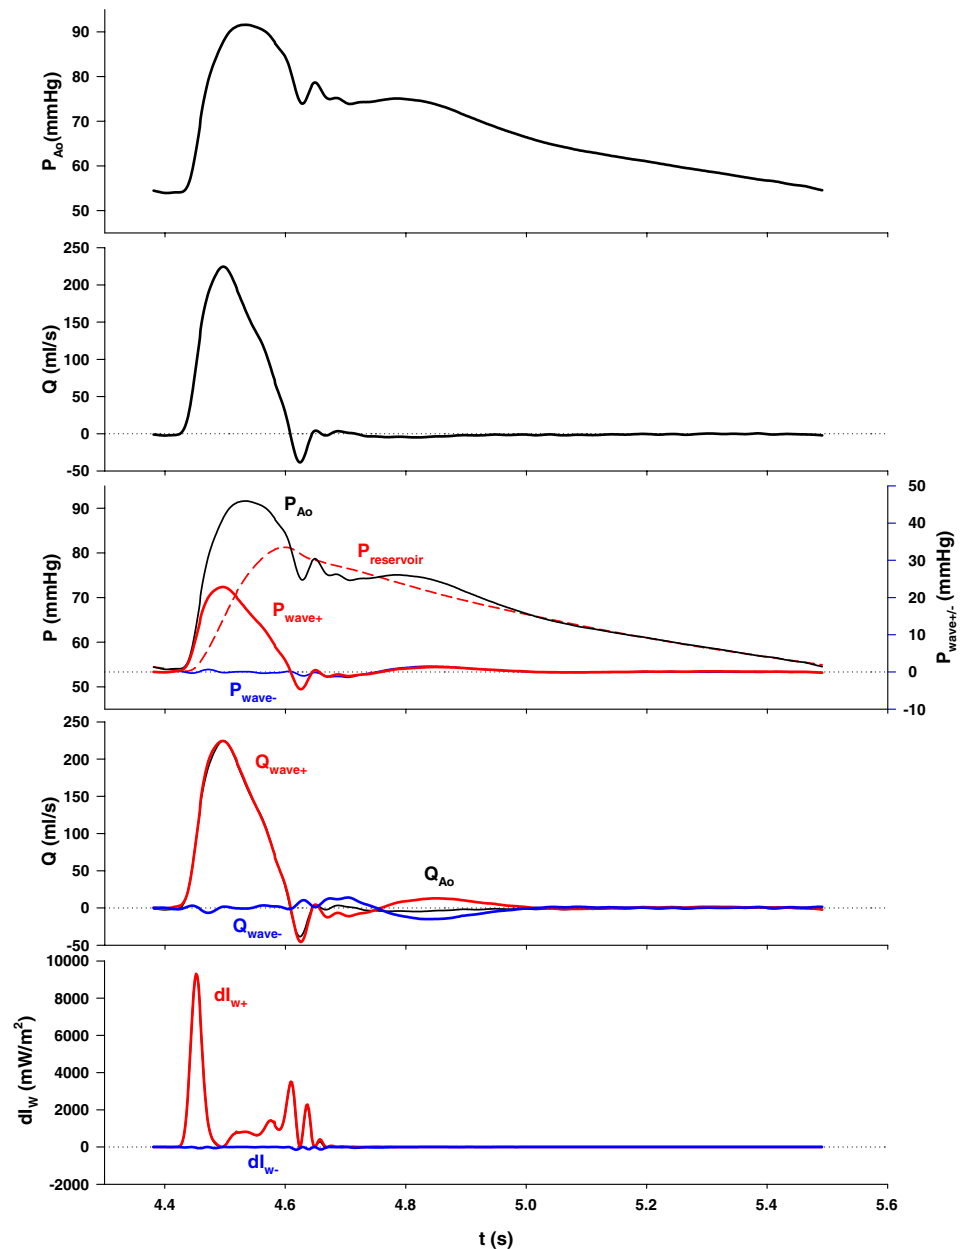 P_Ao(mmHg)
90
80
70
60
50
Q (ml/s)
250
200
150
100
50
0
-50
P (mmHg)
90
80
70
60
50
P_Ao
P_reservoir
P_wave+
P_wave-
50
40
30
20
10
0
-10
P_wave+/- (mmHg)
Q (ml/s)
250
200
150
100
50
0
-50
Q_wave+
Q_Ao
Q_wave-
dI_W (mW/m²)
10000
8000
6000
4000
2000
0
-2000
dI_w+
dI_w-
4.4 4.6 4.8 5.0 5.2 5.4 5.6
t (s)